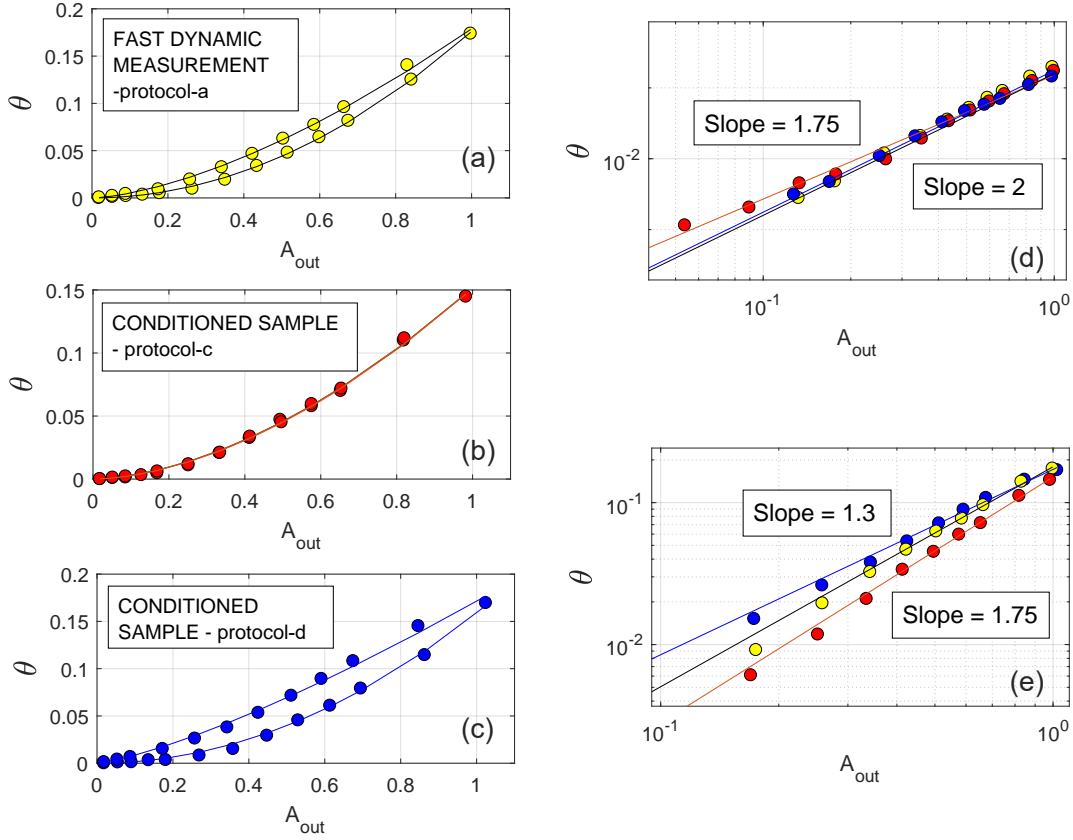 FAST DYNAMIC
MEASUREMENT
-protocol-a
(a)
θ
0.2
0.15
0.1
0.05
0
0 0.2 0.4 0.6 0.8 1
A_out
CONDITIONED SAMPLE
- protocol-c
(b)
θ
0.15
0.1
0.05
0
0 0.2 0.4 0.6 0.8 1
A_out
CONDITIONED
SAMPLE - protocol-d
(c)
θ
0.2
0.15
0.1
0.05
0
0 0.2 0.4 0.6 0.8 1
A_out
Slope = 1.75
Slope = 2
(d)
θ
10^-2
10^-1 10^0
A_out
Slope = 1.3
Slope = 1.75
(e)
θ
10^-1
10^-2
10^-1 10^0
A_out